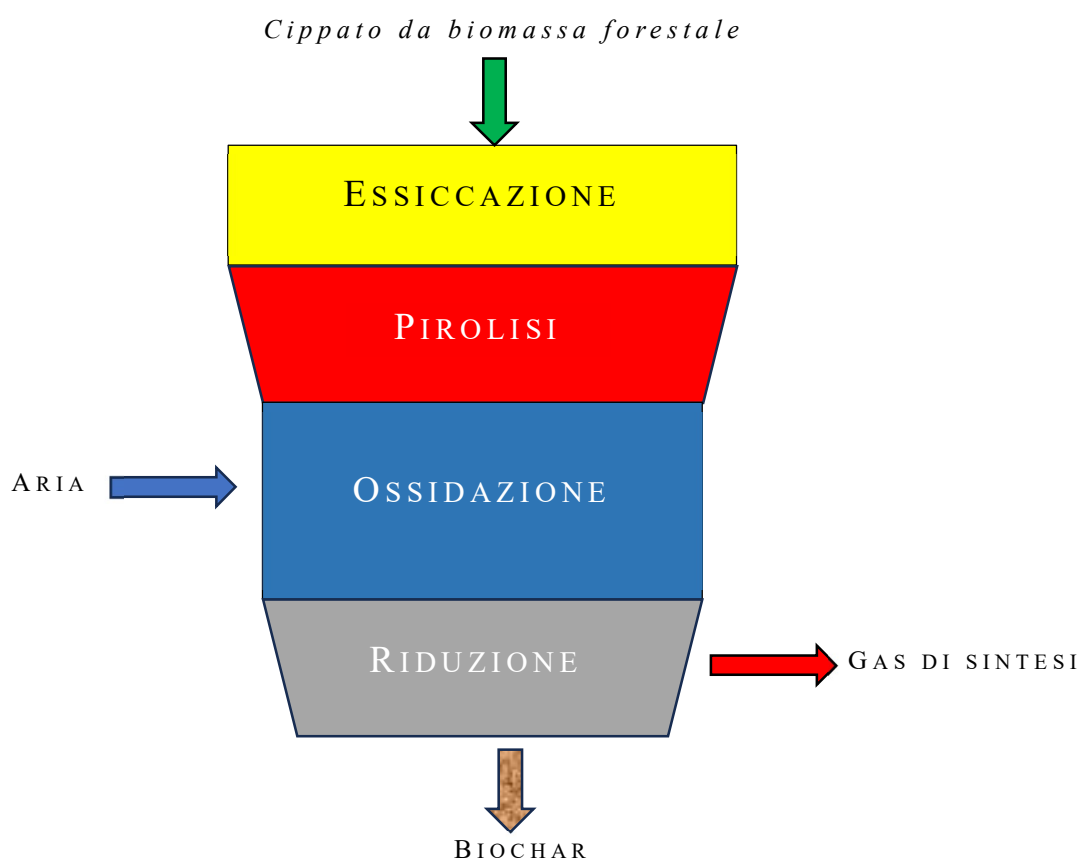 Cippato da biomassa forestale
ESSICCAZIONE
PIROLISI
ARIA
OSSIDAZIONE
RIDUZIONE
GAS DI SINTESI
BIOCHAR